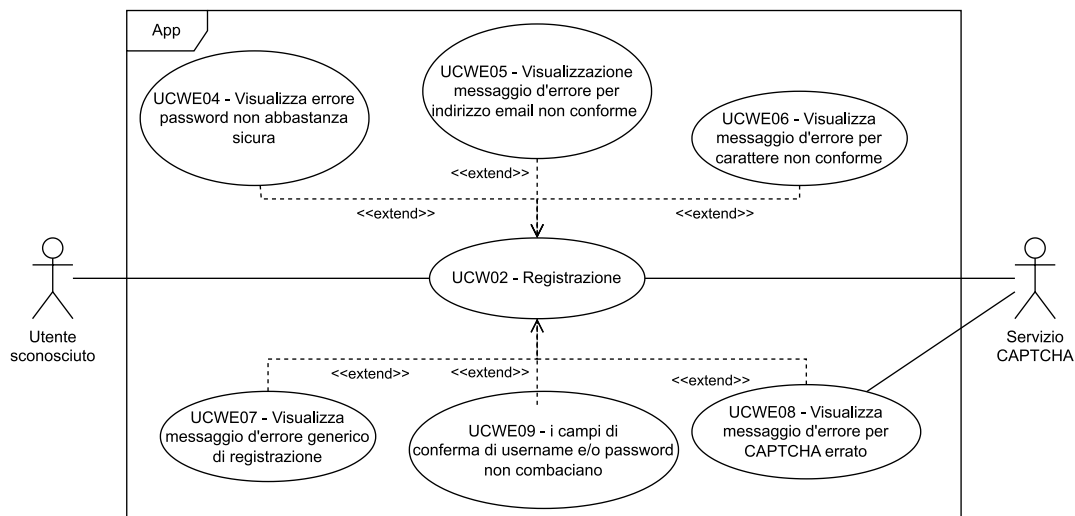 App
UCWE04 - Visualizza errore
password non abbastanza
sicura
UCWE05 - Visualizzazione
messaggio d'errore per
indirizzo email non conforme
UCWE06 - Visualizza
messaggio d'errore per
carattere non conforme
<<extend>>
<<extend>>
<<extend>>
Utente
sconosciuto
UCW02 - Registrazione
Servizio
CAPTCHA
<<extend>>
<<extend>>
<<extend>>
UCWE07 - Visualizza
messaggio d'errore generico
di registrazione
UCWE09 - i campi di
conferma di username e/o password
non combaciano
UCWE08 - Visualizza
messaggio d'errore per
CAPTCHA errato